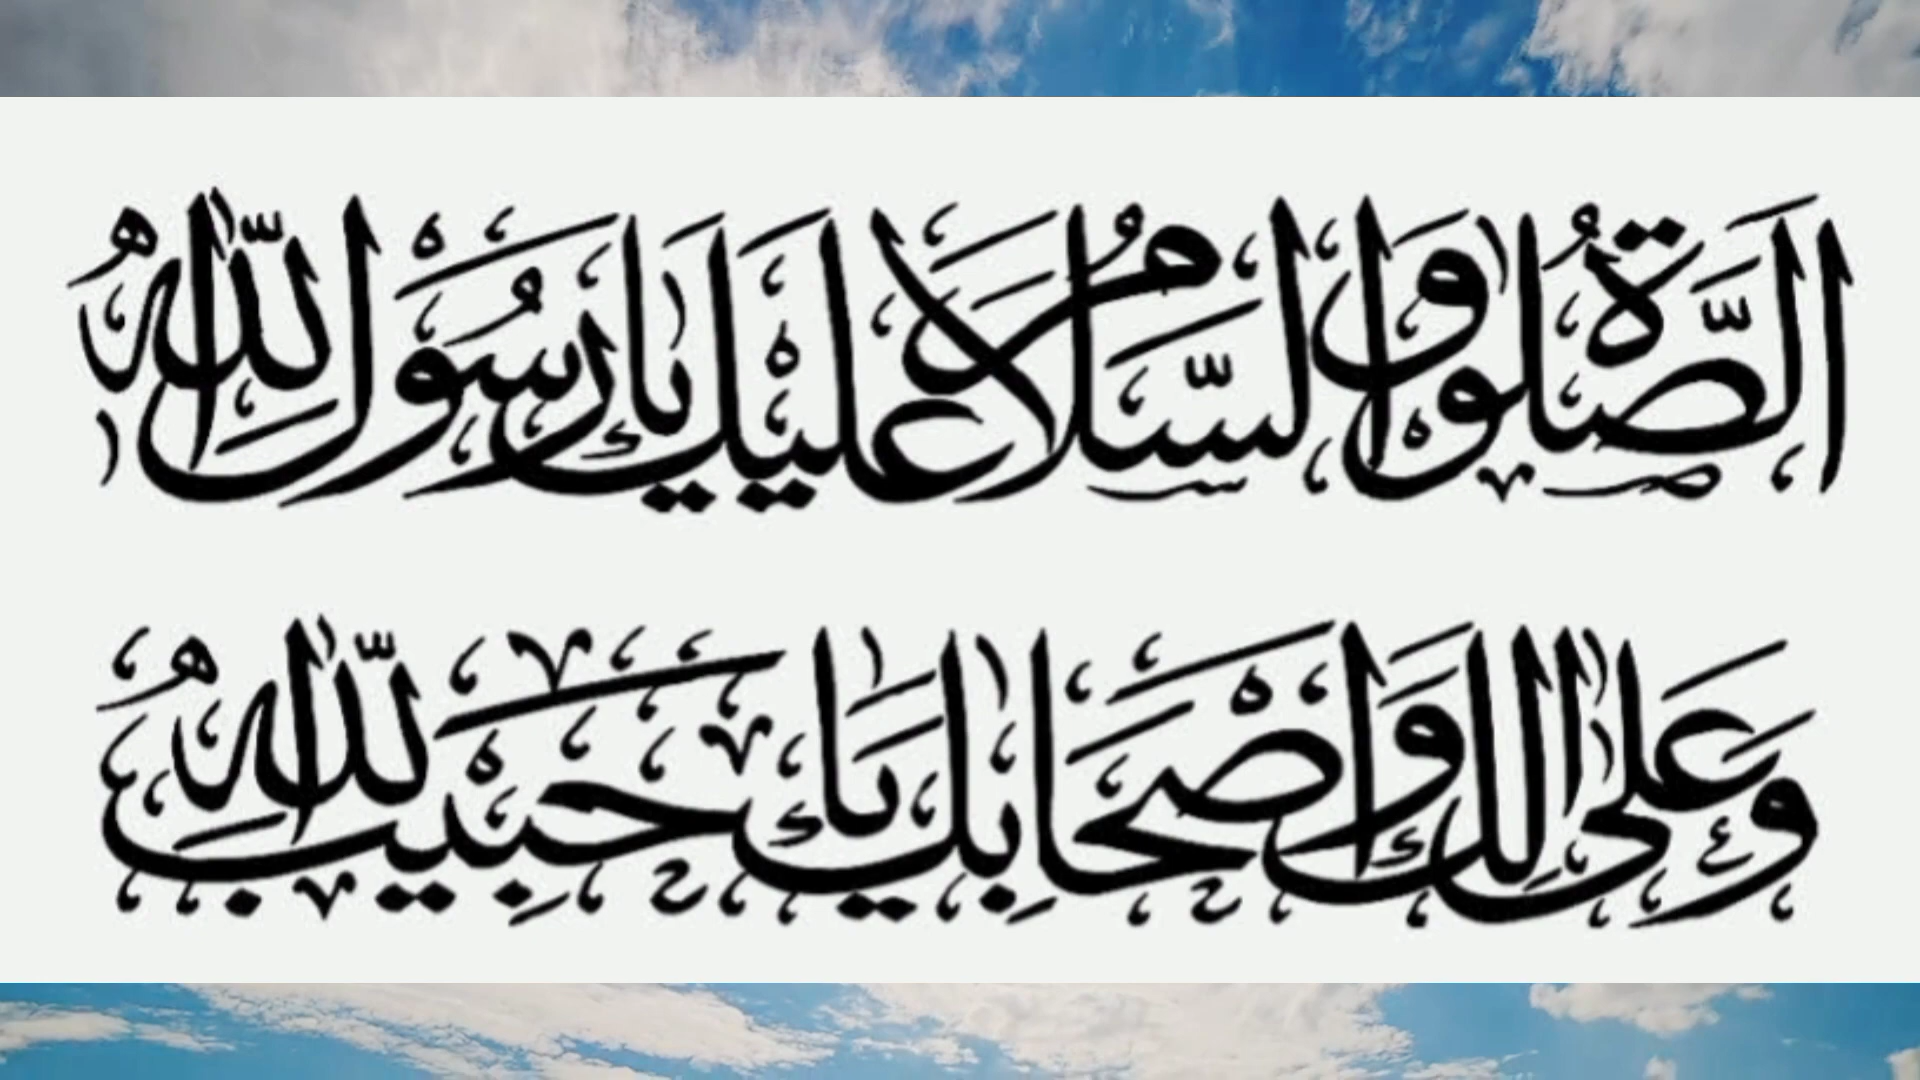 اَلصَّلٰوةُ وَالسَّلَامُ عَلَيْكَ يَا رَسُوْلَ اللّٰهِ
وَعَلٰى اٰلِكَ وَاَصْحَابِكَ يَا حَبِيْبَ اللّٰهِ